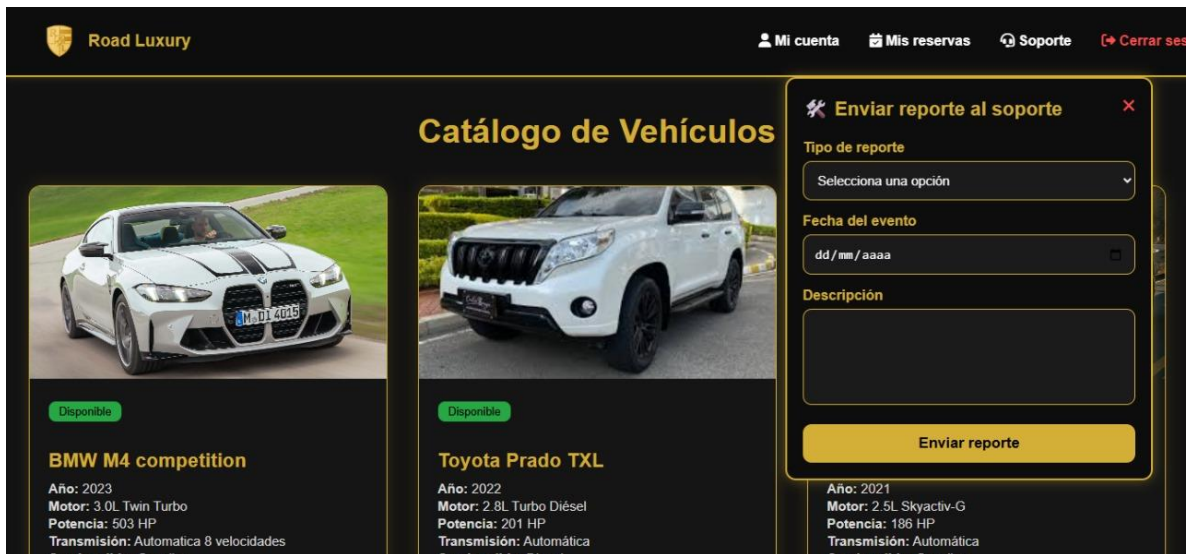 Road Luxury
Mi cuenta
Mis reservas
Soporte
Cerrar ses
Catálogo de Vehículos
Enviar reporte al soporte
Tipo de reporte
Selecciona una opción
Fecha del evento
dd/mm/aaaa
Descripción
Enviar reporte
M DI 4015
Disponible
BMW M4 competition
Año: 2023
Motor: 3.0L Twin Turbo
Potencia: 503 HP
Transmisión: Automatica 8 velocidades
Disponible
Toyota Prado TXL
Año: 2022
Motor: 2.8L Turbo Diésel
Potencia: 201 HP
Transmisión: Automática
Año: 2021
Motor: 2.5L Skyactiv-G
Potencia: 186 HP
Transmisión: Automática